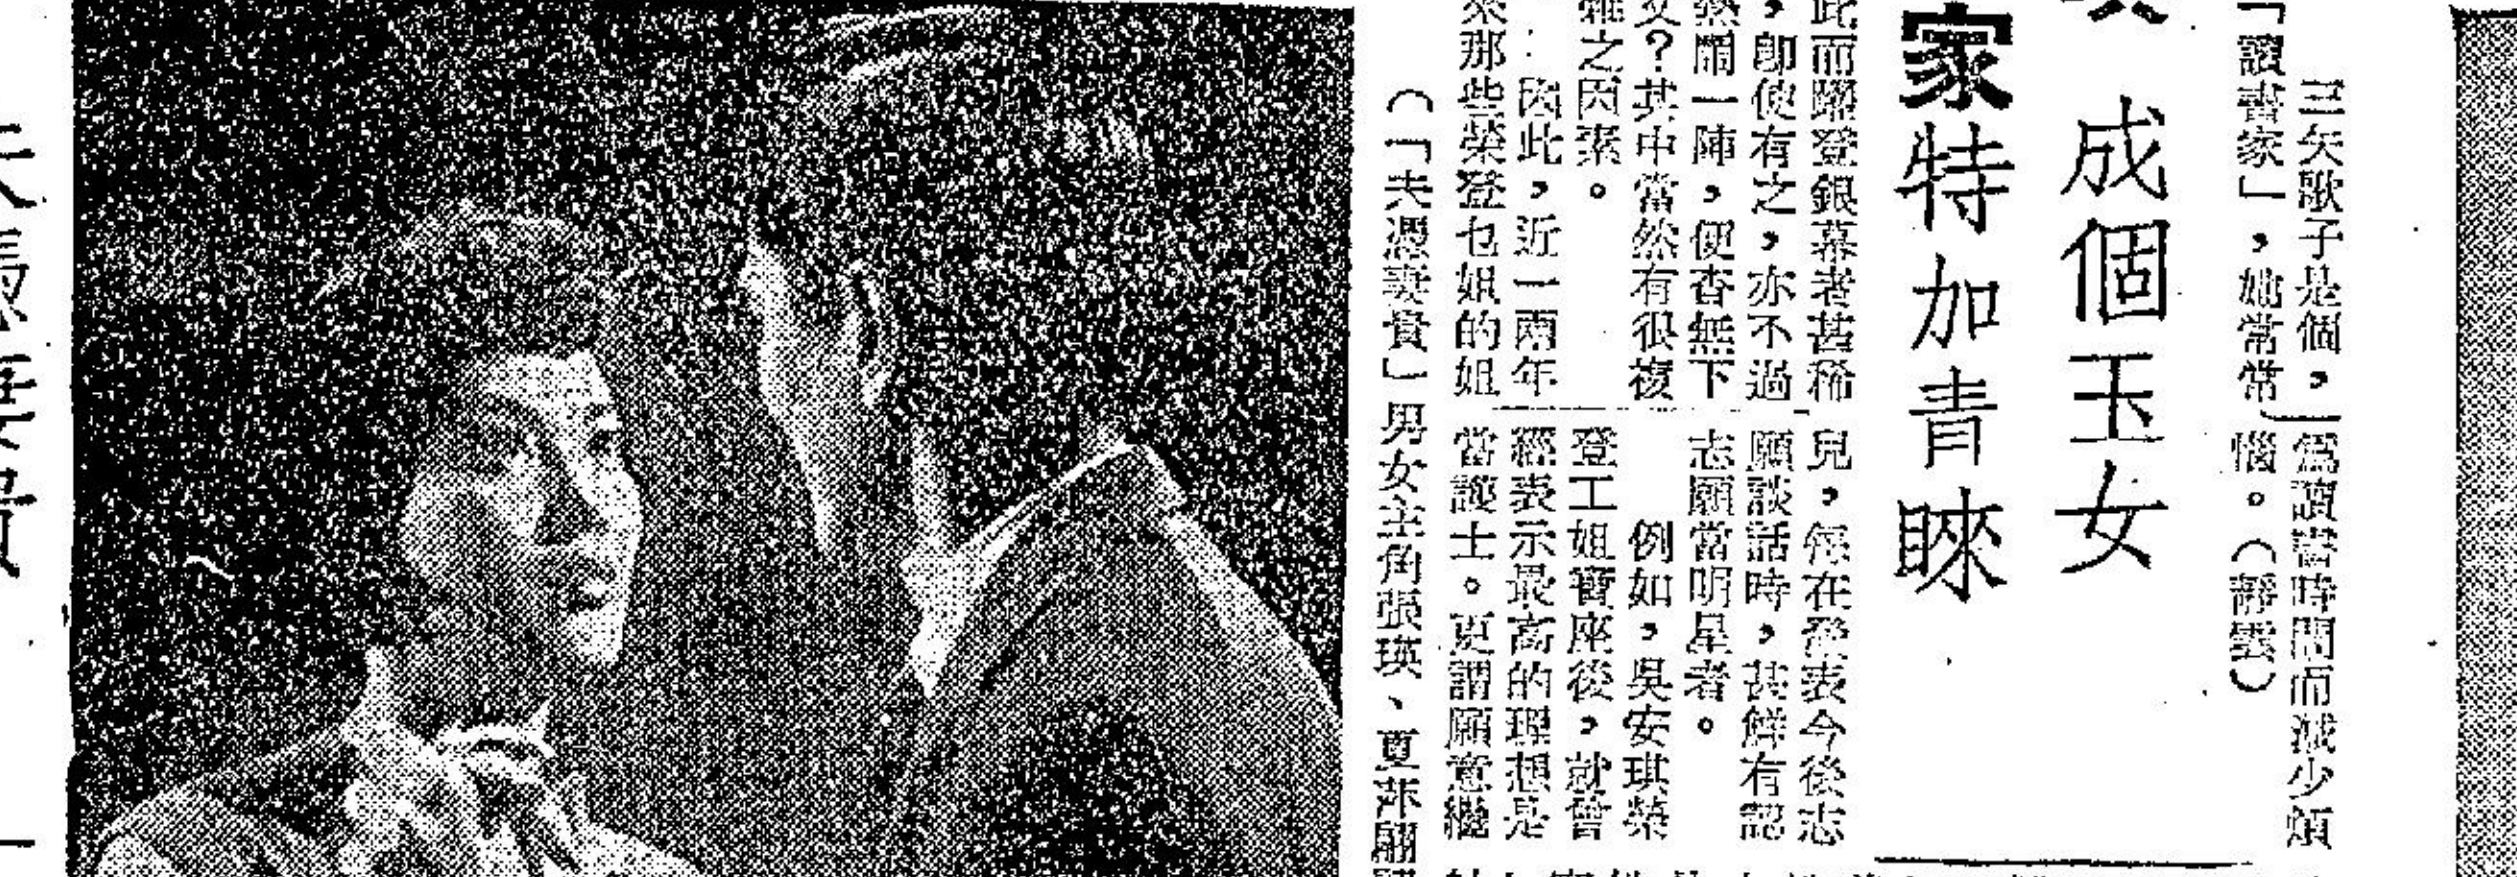 三矢歌子是個，
「讀書家」，她常常
爲讀書時間而減少煩
惱。（靜雲）
成個玉女
家特加青睞
此而躍登銀幕者甚稀
，卽使有之，亦不過
熱鬧一陣，便杳無下
文？其中當然有很複
雜之因素。
因此，近一兩年
來那些榮登乜姐的姐
兒，每在發表今後志
願談話時，甚鮮有認
志願當明星者。
例如，吳安琪榮
登工姐寶座後，就曾
經表示最高的理想是
當護士。更謂願意繼
（「夫憑妻貴」男女主角張瑛、夏萍